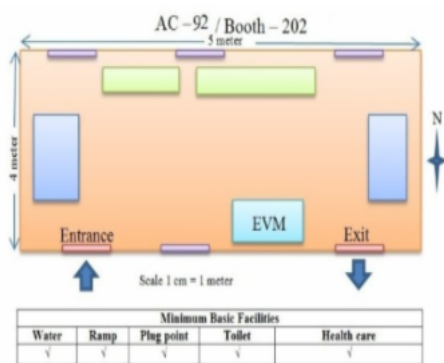 AC – 92 / Booth – 202
5 meter
4 meter
N
EVM
Entrance
Exit
Scale 1 cm = 1 meter
Minimum Basic Facilities
Water Ramp Plug point Toilet Health care
√ √ √ √ √